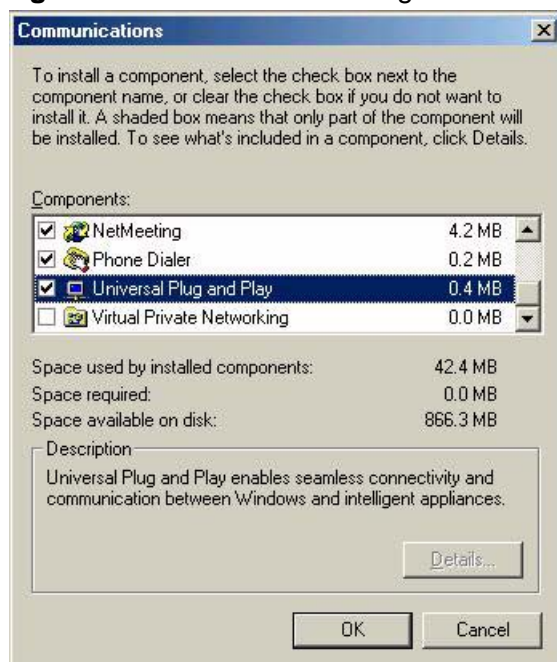 Communications
To install a component, select the check box next to the
component name, or clear the check box if you do not want to
install it. A shaded box means that only part of the component will
be installed. To see what's included in a component, click Details.
Components:
NetMeeting 4.2 MB
Phone Dialer 0.2 MB
Universal Plug and Play 0.4 MB
Virtual Private Networking 0.0 MB
Space used by installed components: 42.4 MB
Space required: 0.0 MB
Space available on disk: 866.3 MB
Description
Universal Plug and Play enables seamless connectivity and
communication between Windows and intelligent appliances.
Details...
OK Cancel